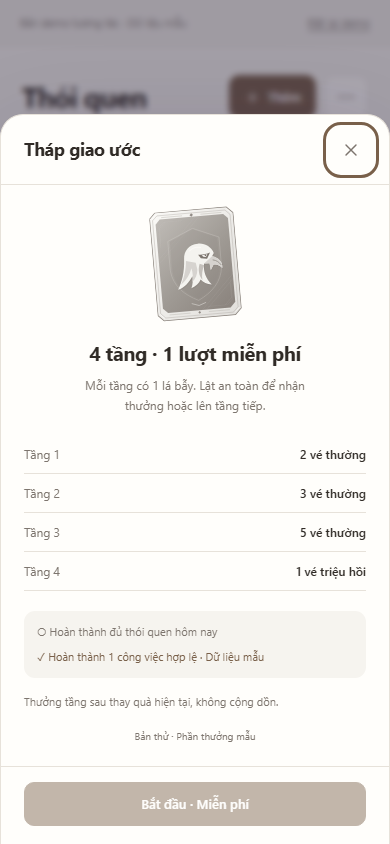 Thói quen
Thêm
Tháp giao ước
4 tầng · 1 lượt miễn phí
Mỗi tầng có 1 lá bẫy. Lật an toàn để nhận
thưởng hoặc lên tầng tiếp.
Tầng 1 2 vé thường
Tầng 2 3 vé thường
Tầng 3 5 vé thường
Tầng 4 1 vé triệu hồi
○ Hoàn thành đủ thói quen hôm nay
✓ Hoàn thành 1 công việc hợp lệ · Dữ liệu mẫu
Thưởng tầng sau thay quà hiện tại, không cộng dồn.
Bản thử · Phần thưởng mẫu
Bắt đầu · Miễn phí